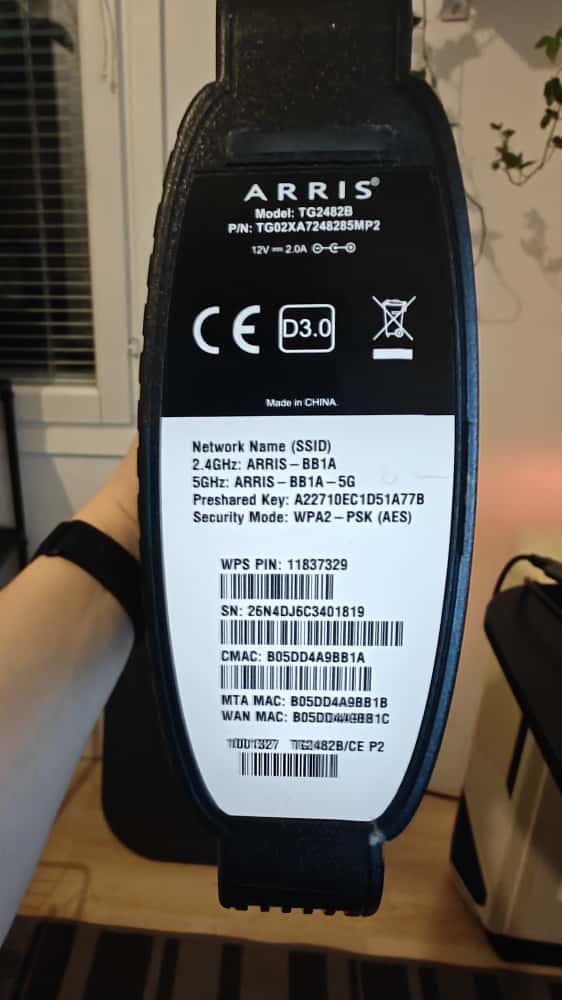 ARRIS®
Model: TG2482B
P/N: TG02XA7248285MP2
12V ⎓ 2.0A
CE D3.0
Made in CHINA.
Network Name (SSID)
2.4GHz: ARRIS-BB1A
5GHz: ARRIS-BB1A-5G
Preshared Key: A22710EC1D51A77B
Security Mode: WPA2-PSK (AES)
WPS PIN: 11837329
SN: 26N4DJ6C3401819
CMAC: B05DD4A9BB1A
MTA MAC: B05DD4A9BB1B
WAN MAC: B05DD4A9BB1C
TG2482B/CE P2